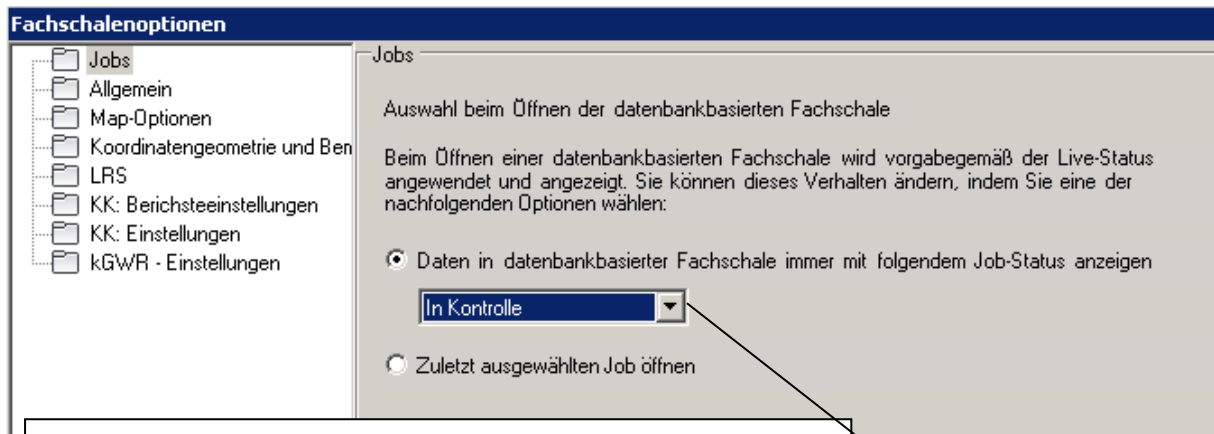 Fachschalenoptionen
Jobs
Allgemein
Map-Optionen
Koordinatengeometrie und Ben
LRS
KK: Berichsteeinstellungen
KK: Einstellungen
kGWR - Einstellungen
Jobs
Auswahl beim Öffnen der datenbankbasierten Fachschale
Beim Öffnen einer datenbankbasierten Fachschale wird vorgabegemäß der Live-Status
angewendet und angezeigt. Sie können dieses Verhalten ändern, indem Sie eine der
nachfolgenden Optionen wählen:
Daten in datenbankbasierter Fachschale immer mit folgendem Job-Status anzeigen
In Kontrolle
Zuletzt ausgewählten Job öffnen